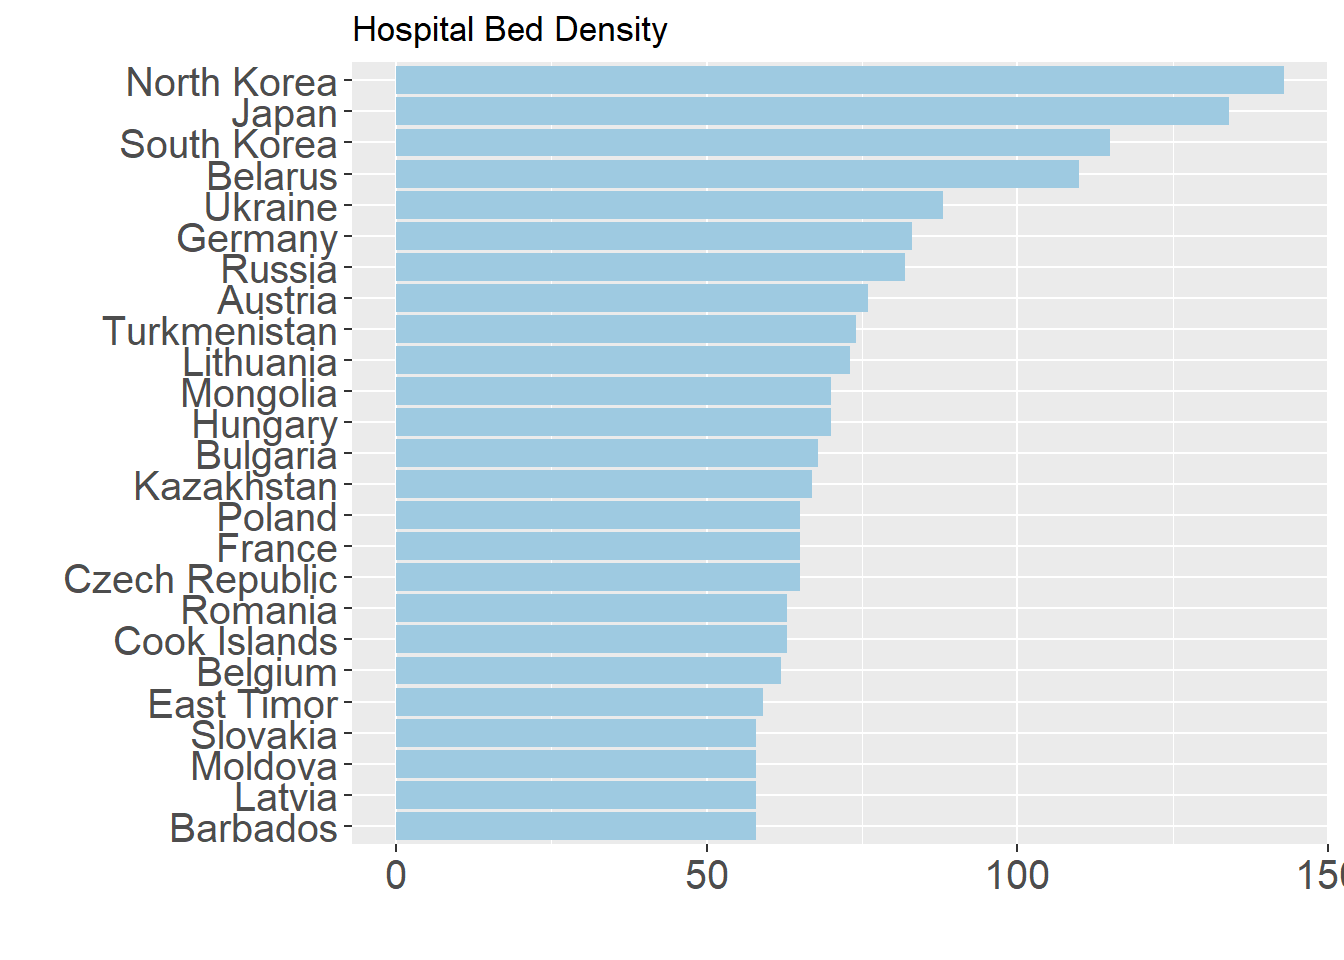 Hospital Bed Density
North Korea
Japan
South Korea
Belarus
Ukraine
Germany
Russia
Austria
Turkmenistan
Lithuania
Mongolia
Hungary
Bulgaria
Kazakhstan
Poland
France
Czech Republic
Romania
Cook Islands
Belgium
East Timor
Slovakia
Moldova
Latvia
Barbados
0 50 100 150